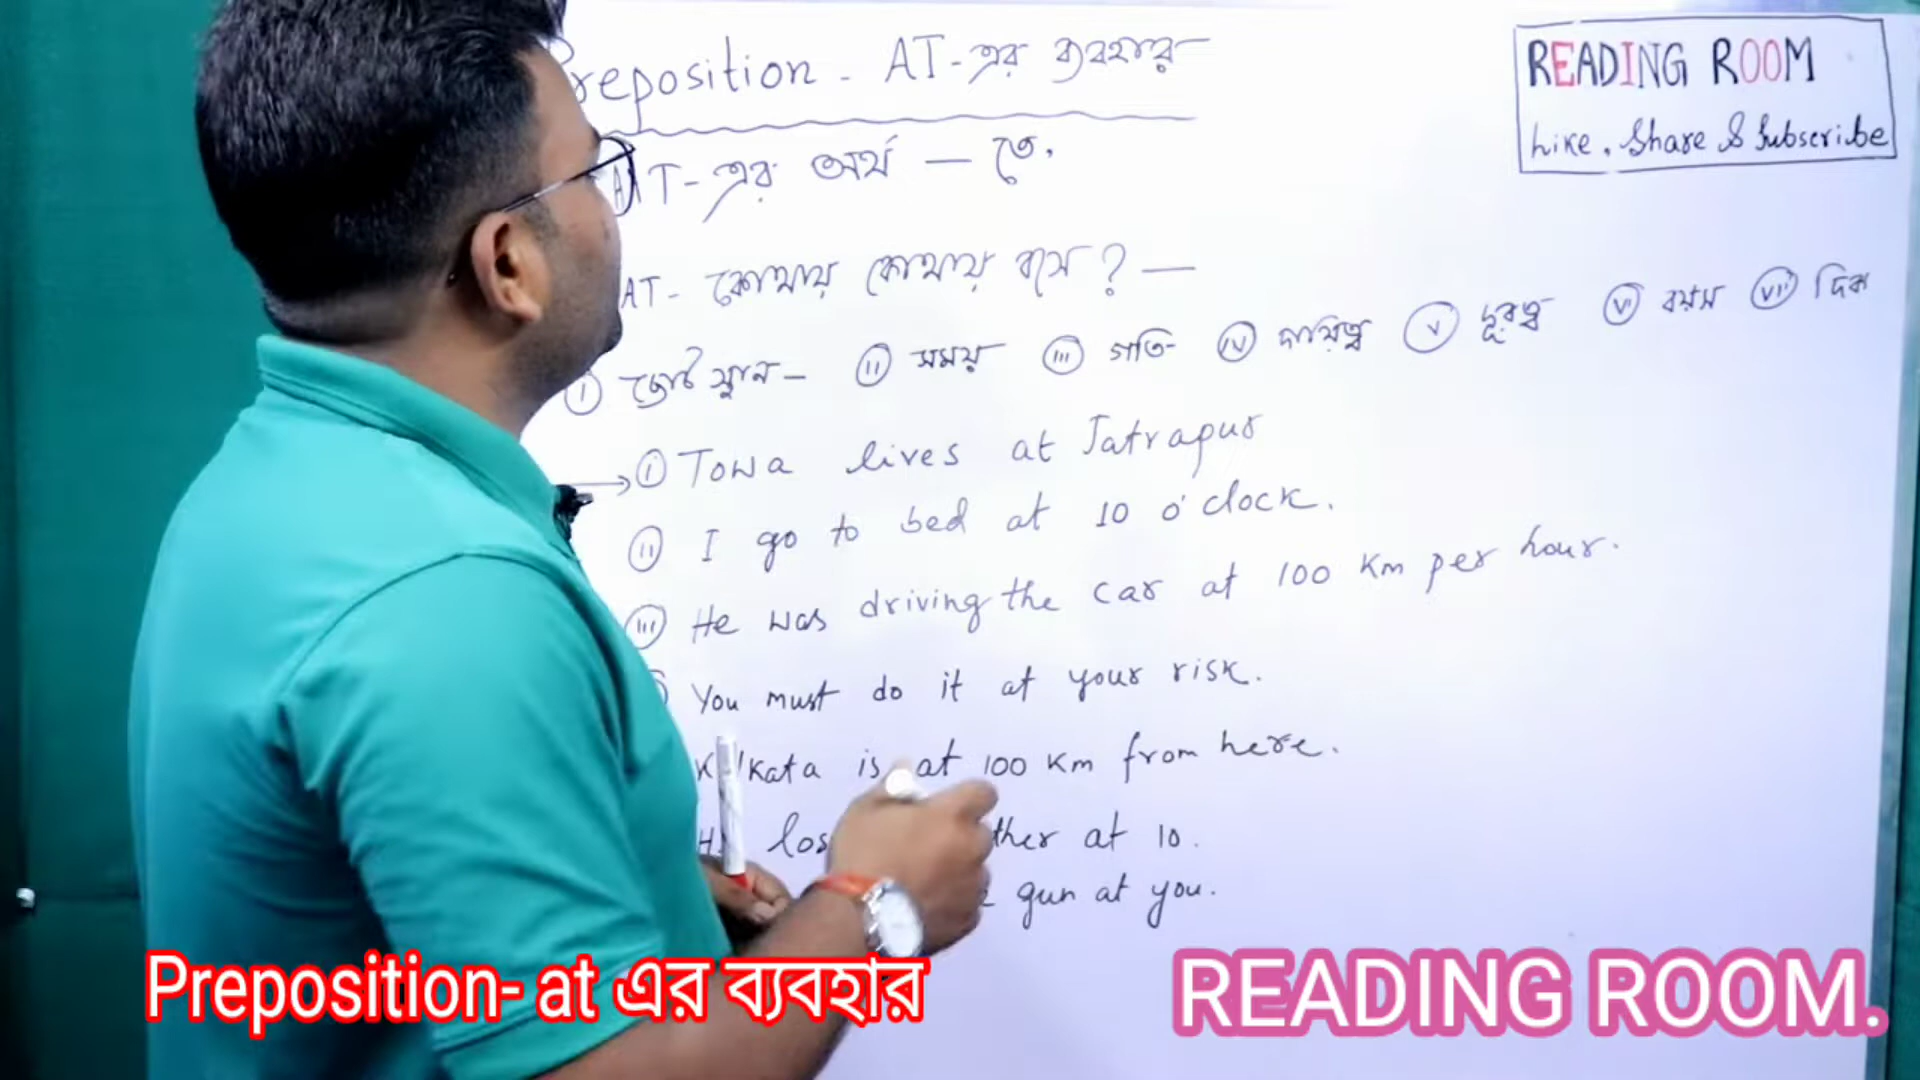 Preposition - AT-এর ব্যবহার
READING ROOM
Like, Share & Subscribe
AT-এর অর্থ — তে.
AT- কোথায় কোথায় বসে? —
(i) ছোট স্থান- (ii) সময় (iii) গতি- (iv) দায়িত্ব (v) দূরত্ব (vi) বয়স (vii) দিক
→ (i) Towa lives at Jatrapur
(ii) I go to bed at 10 o'clock.
(iii) He was driving the car at 100 Km per hour.
You must do it at your risk.
is at 100 Km from here.
at 10.
gun at you.
Preposition- at এর ব্যবহার
READING ROOM.